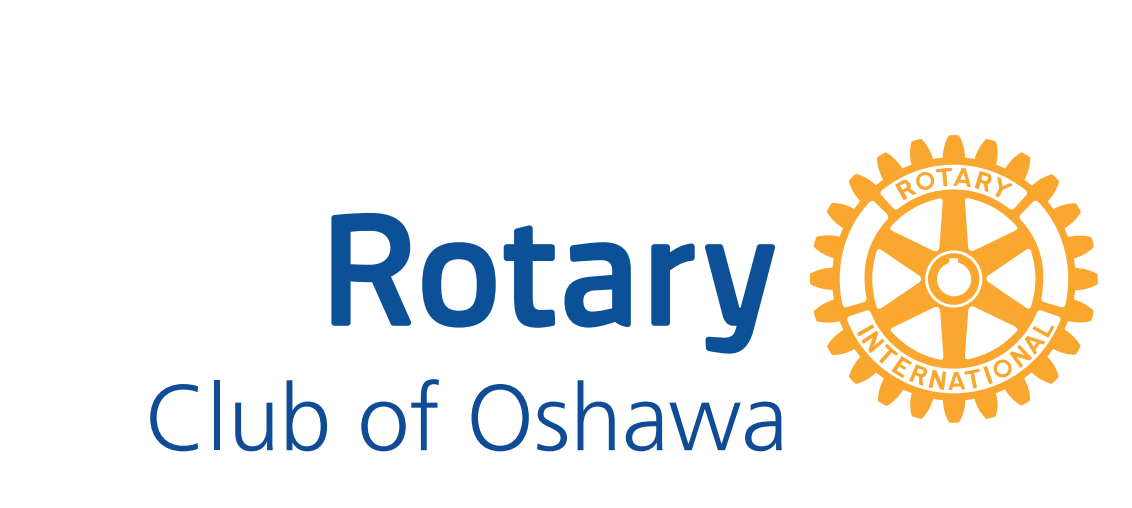 Rotary
Club of Oshawa
ROTARY
INTERNATIONAL